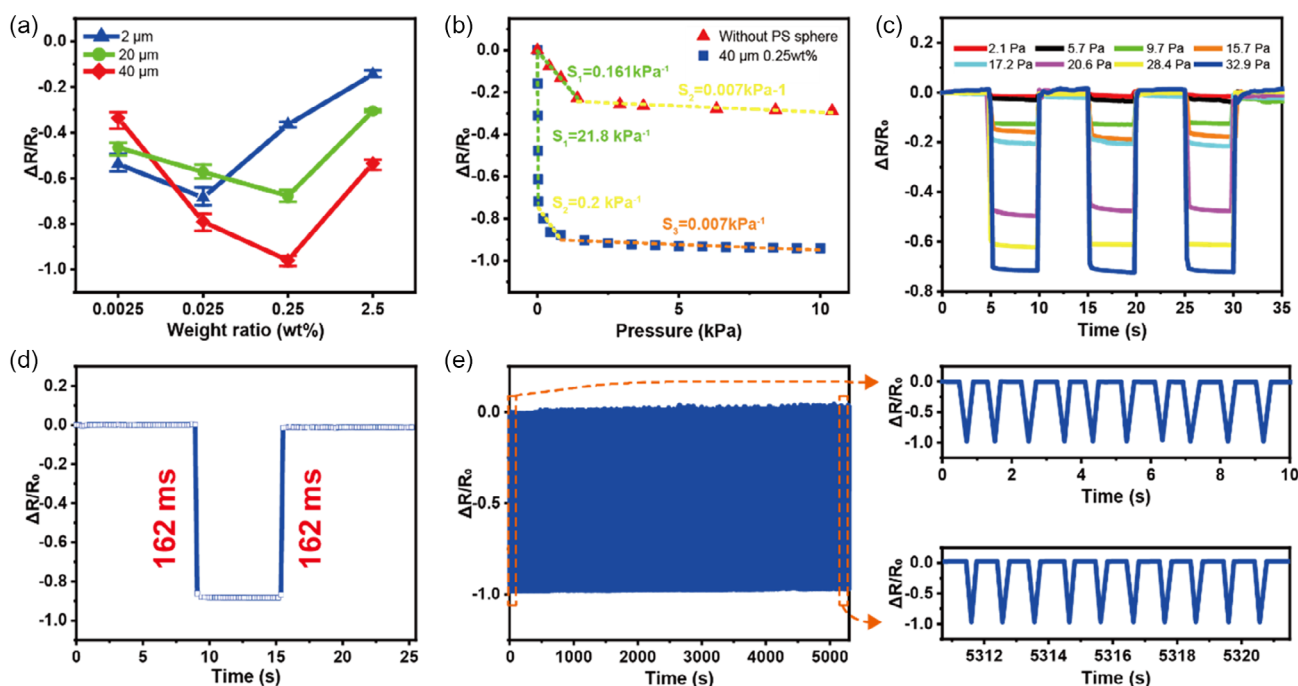 (a)
2 μm
20 μm
40 μm
0.0
-0.2
-0.4
-0.6
-0.8
-1.0
ΔR/R₀
0.0025 0.025 0.25 2.5
Weight ratio (wt%)
(b)
Without PS sphere
40 μm 0.25wt%
S₁=0.161kPa⁻¹
S₂=0.007kPa-1
S₁=21.8 kPa⁻¹
S₂=0.2 kPa⁻¹
S₃=0.007kPa⁻¹
0.0
-0.2
-0.4
-0.6
-0.8
-1.0
ΔR/R₀
0 5 10
Pressure (kPa)
(c)
2.1 Pa 5.7 Pa 9.7 Pa 15.7 Pa
17.2 Pa 20.6 Pa 28.4 Pa 32.9 Pa
0.2
0.0
-0.2
-0.4
-0.6
-0.8
ΔR/R₀
0 5 10 15 20 25 30 35
Time (s)
(d)
0.2
0.0
-0.2
-0.4
-0.6
-0.8
-1.0
ΔR/R₀
162 ms
162 ms
0 5 10 15 20 25
Time (s)
(e)
0.0
-0.5
-1.0
ΔR/R₀
0 1000 2000 3000 4000 5000
Time (s)
0.0
-0.5
-1.0
ΔR/R₀
0 2 4 6 8 10
Time (s)
0.0
-0.5
-1.0
ΔR/R₀
5312 5314 5316 5318 5320
Time (s)